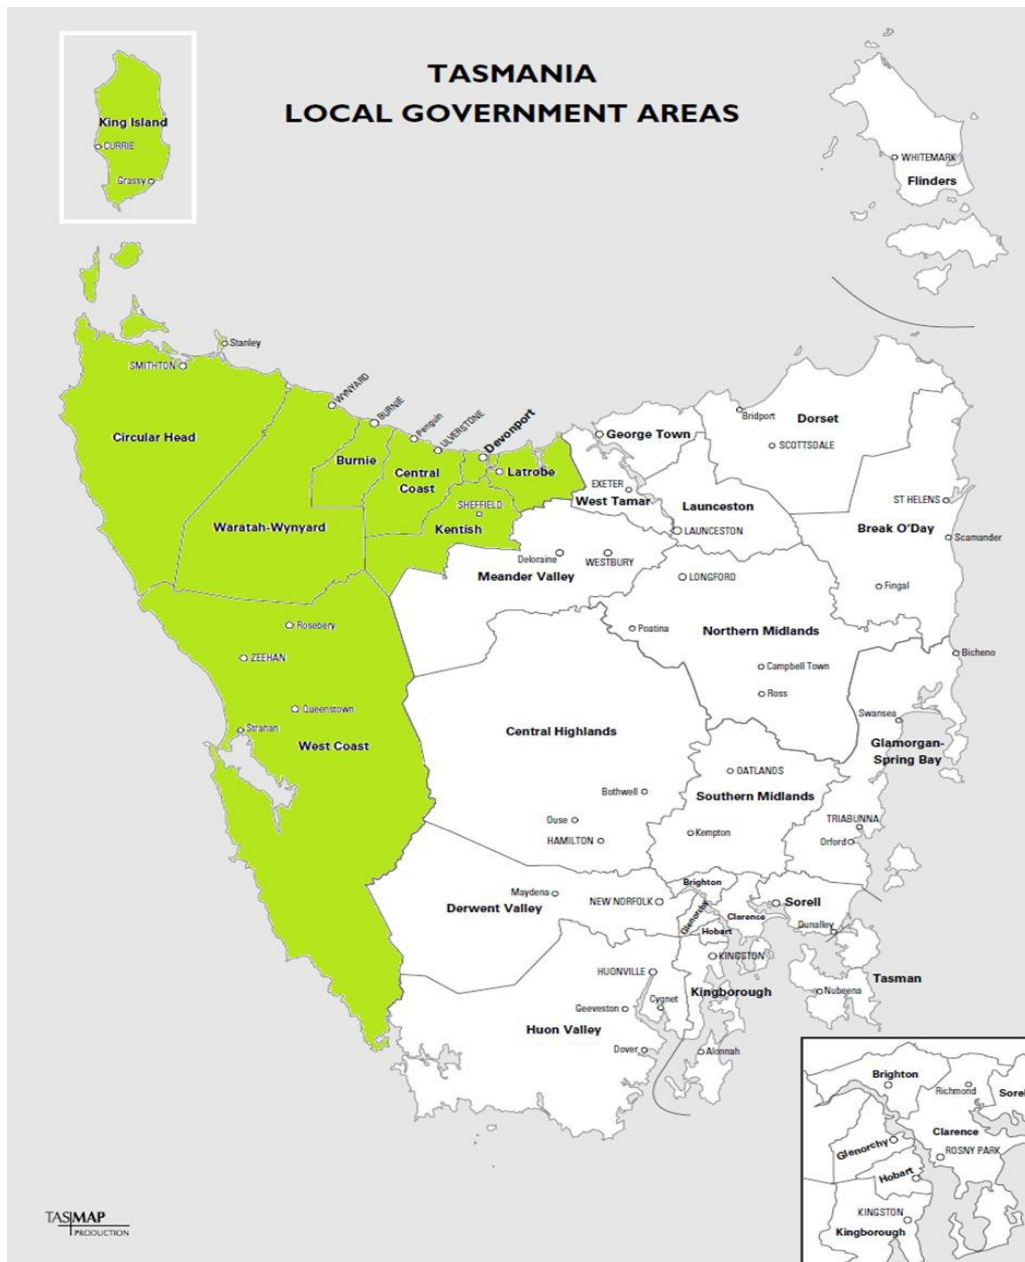 TASMANIA
LOCAL GOVERNMENT AREAS
King Island
CURRIE
Grassy
WHITEMARK
Flinders
Stanley
SMITHTON
WYNYARD
BURNIE
Penguin
ULVERSTONE
Devonport
Circular Head
Burnie
Central
Coast
Latrobe
SHEFFIELD
Kentish
Waratah-Wynyard
George Town
Bridport
Dorset
SCOTTSDALE
EXETER
West Tamar
Launceston
LAUNCESTON
ST HELENS
Break O'Day
Scamander
Deloraine
WESTBURY
Meander Valley
LONGFORD
Fingal
Rosebery
ZEEHAN
Queenstown
Strahan
West Coast
Poatina
Northern Midlands
Campbell Town
Ross
Bicheno
Swansea
Glamorgan-
Spring Bay
Central Highlands
Bothwell
Ouse
HAMILTON
OATLANDS
Southern Midlands
Kempton
TRIABUNNA
Orford
Maydena
Derwent Valley
NEW NORFOLK
Brighton
Glenorchy
Clarence
Hobart
Sorell
Dunalley
KINGSTON
Kingborough
Tasman
Nubeena
HUONVILLE
Geeveston
Cygnet
Huon Valley
Dover
Alonnah
Brighton
Richmond
Sorel
Clarence
Glenorchy
ROSNY PARK
Hobart
KINGSTON
Kingborough
TASMAP
PRODUCTION